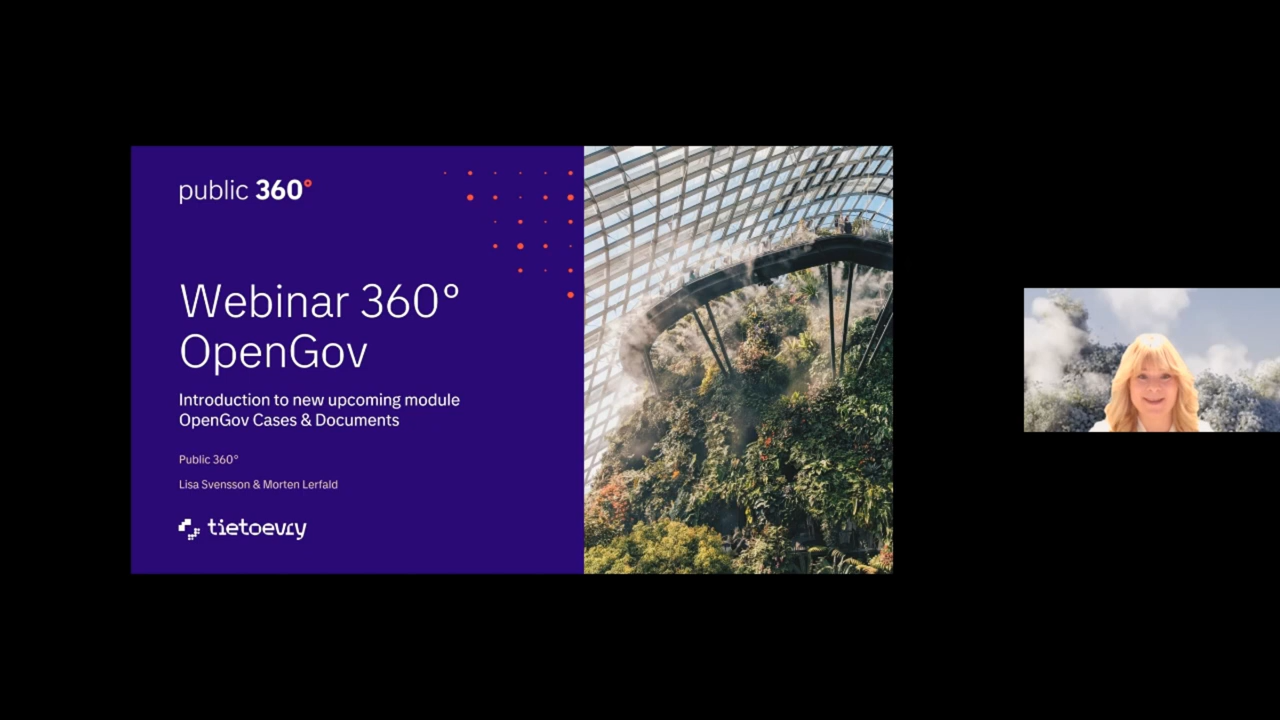 public 360°
Webinar 360°
OpenGov
Introduction to new upcoming module
OpenGov Cases & Documents
Public 360°
Lisa Svensson & Morten Lerfald
tietoevry